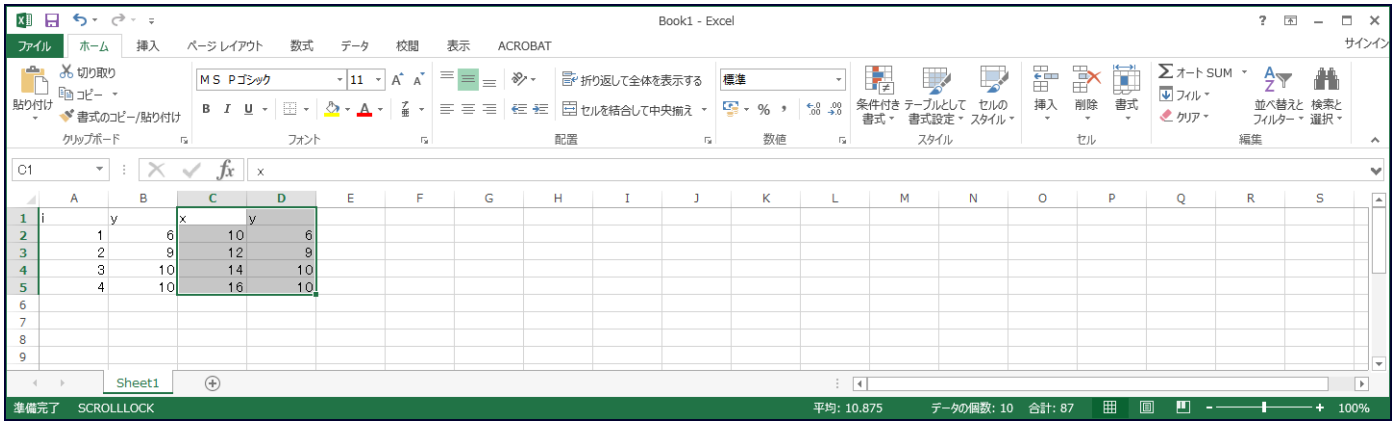 Book1 - Excel
?
ファイル ホーム 挿入 ページ レイアウト 数式 データ 校閲 表示 ACROBAT サインイン
貼り付け
切り取り
コピー
書式のコピー/貼り付け
クリップボード
ＭＳ Ｐゴシック 11 A A
B I U A
フォント
折り返して全体を表示する
セルを結合して中央揃え
配置
標準
% ,
数値
条件付き書式
テーブルとして書式設定
セルのスタイル
スタイル
挿入 削除 書式
セル
Σ オート SUM
フィル
クリア
並べ替えとフィルター
検索と選択
編集
C1 fx x
A B C D E F G H I J K L M N O P Q R S
1 i y x y
2 1 6 10 6
3 2 9 12 9
4 3 10 14 10
5 4 10 16 10
6
7
8
9
Sheet1
準備完了 SCROLLLOCK 平均: 10.875 データの個数: 10 合計: 87 - + 100%